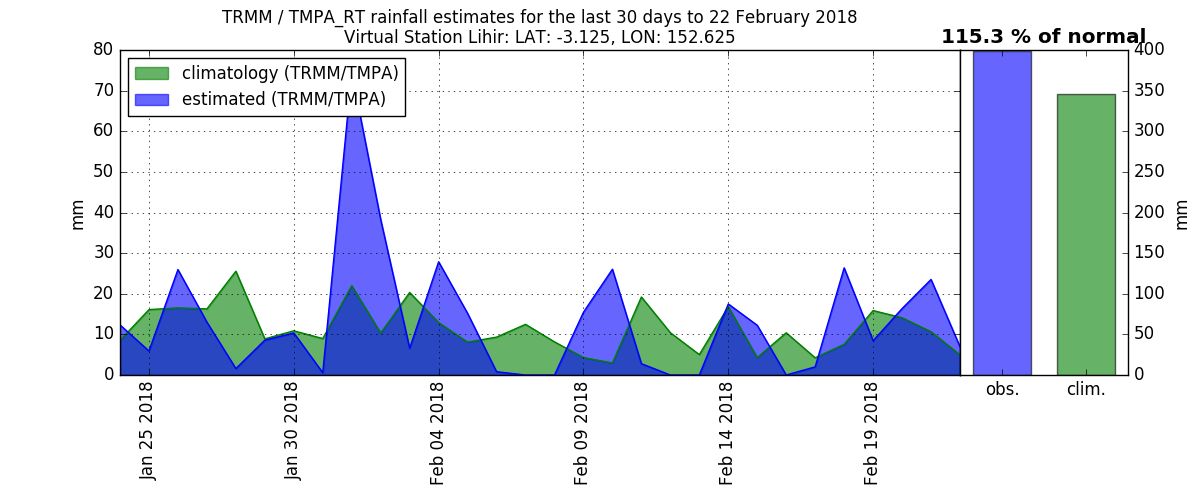 TRMM / TMPA_RT rainfall estimates for the last 30 days to 22 February 2018
Virtual Station Lihir: LAT: -3.125, LON: 152.625
115.3 % of normal
climatology (TRMM/TMPA)
estimated (TRMM/TMPA)
mm
80
70
60
50
40
30
20
10
0
Jan 25 2018
Jan 30 2018
Feb 04 2018
Feb 09 2018
Feb 14 2018
Feb 19 2018
obs.
clim.
400
350
300
250
200
150
100
50
0
mm